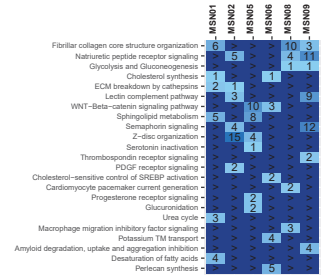 MSN01 MSN02 MSN05 MSN06 MSN08 MSN09
Fibrillar collagen core structure organization 6 > > > 10 3
Natriuretic peptide receptor signaling > 5 > > 4 11
Glycolysis and Gluconeogenesis > > > > 1 1
Cholesterol synthesis 1 > > 1 > >
ECM breakdown by cathepsins 2 1 > > > >
Lectin complement pathway > 3 > > > 9
WNT−Beta−catenin signaling pathway > > 10 3 > >
Sphingolipid metabolism 5 > 8 > > >
Semaphorin signaling > 4 > > > 12
Z−disc organization > 15 4 > > >
Serotonin inactivation > > 1 > > >
Thrombospondin receptor signaling > > > > > 2
PDGF receptor signaling > 2 > > > >
Cholesterol−sensitive control of SREBP activation > > > 2 > >
Cardiomyocyte pacemaker current generation > > > > 2 >
Progesterone receptor signaling > > 2 > > >
Glucuronidation > > 2 > > >
Urea cycle 3 > > > > >
Macrophage migration inhibitory factor signaling > > > > 3 >
Potassium TM transport > > > 4 > >
Amyloid degradation, uptake and aggregation inhibition > > > > > 4
Desaturation of fatty acids 4 > > > > >
Perlecan synthesis > > > 5 > >